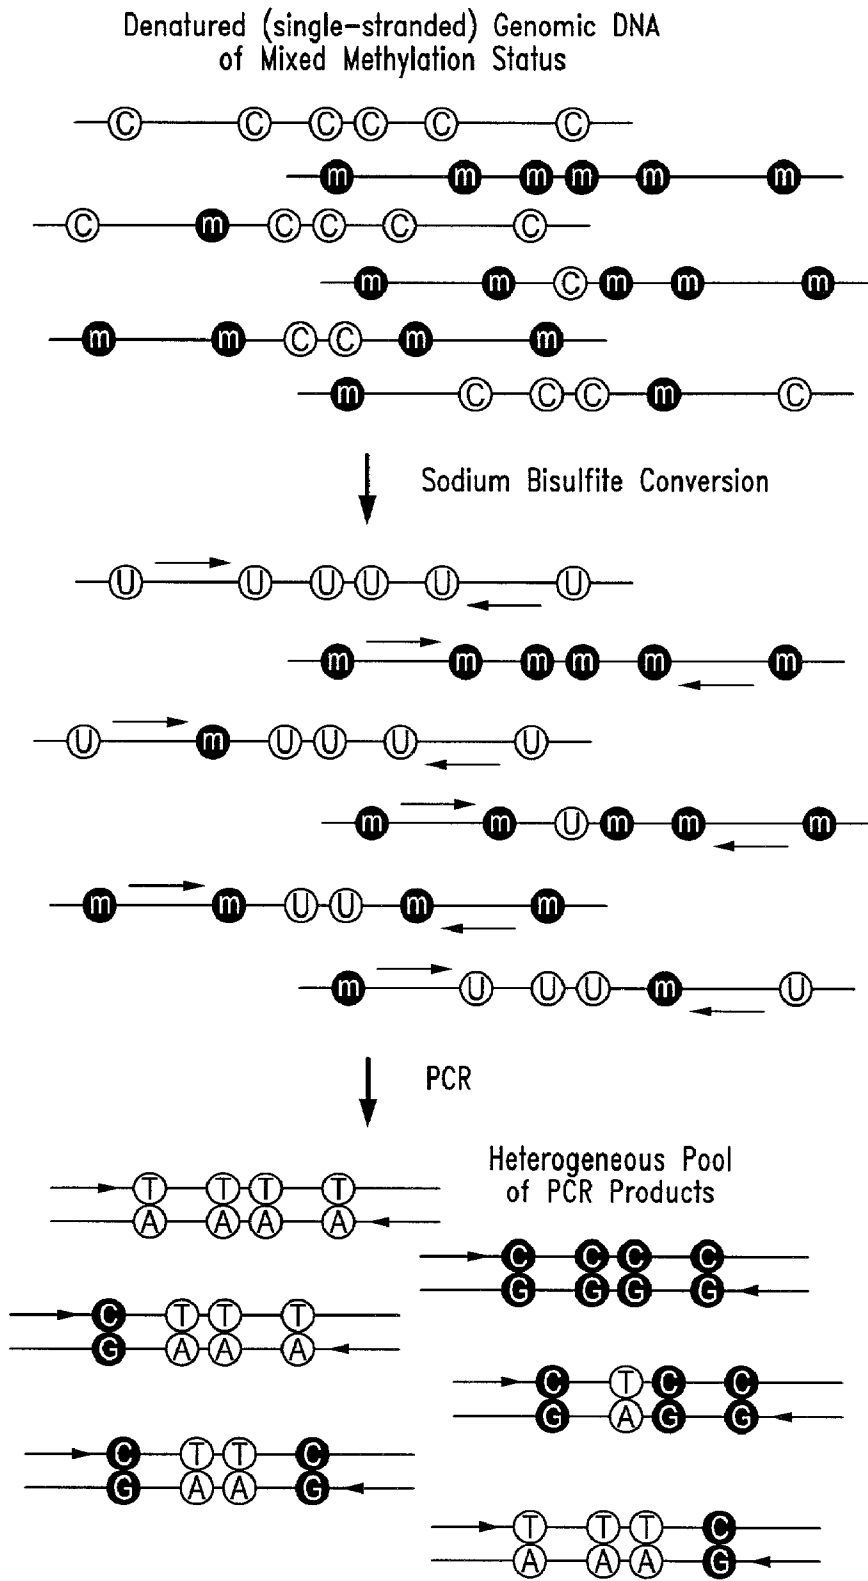 Denatured (single-stranded) Genomic DNA
of Mixed Methylation Status
C C C C C C
m m m m m m
C m C C C C
m m C m m m
m m C C m m
m C C C m C
Sodium Bisulfite Conversion
U U U U U U
m m m m m m
U m U U U U
m m U m m m
m m U U m m
m U U U m U
PCR
Heterogeneous Pool
of PCR Products
T T T T
A A A A
C C C C
G G G G
C T T T
G A A A
C T C C
G A G G
C T T C
G A A G
T T T C
A A A G